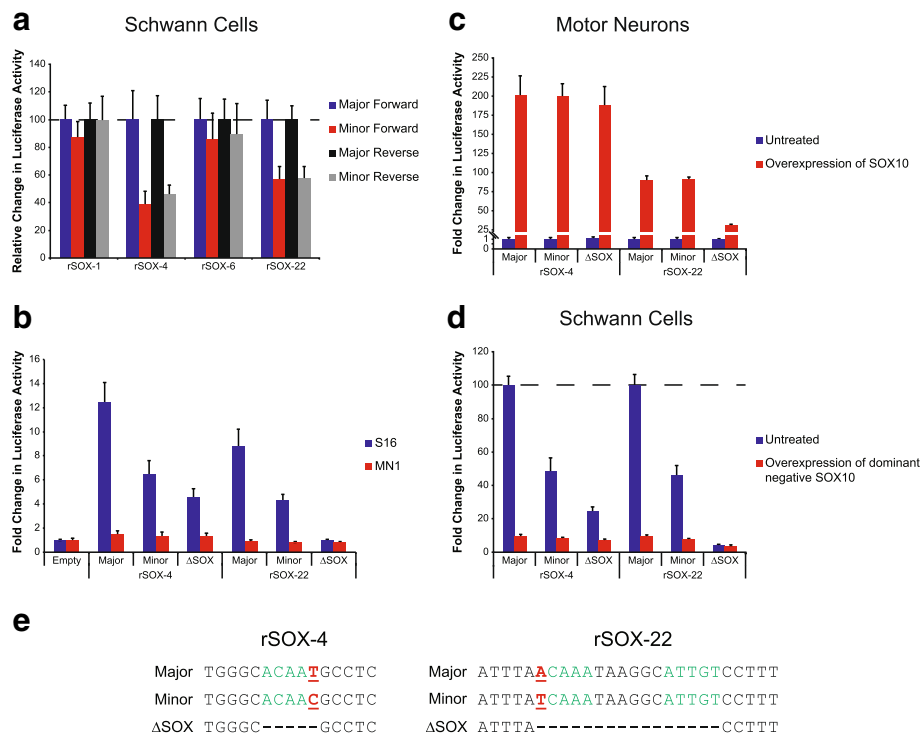 a
Schwann Cells
Relative Change in Luciferase Activity
140
120
100
80
60
40
20
0
rSOX-1 rSOX-4 rSOX-6 rSOX-22
Major Forward
Minor Forward
Major Reverse
Minor Reverse
b
Fold Change in Luciferase Activity
16
14
12
10
8
6
4
2
0
Empty Major Minor ΔSOX Major Minor ΔSOX
rSOX-4 rSOX-22
S16
MN1
c
Motor Neurons
Fold Change in Luciferase Activity
250
225
200
175
150
125
100
75
50
25
1
0
Major Minor ΔSOX Major Minor ΔSOX
rSOX-4 rSOX-22
Untreated
Overexpression of SOX10
d
Schwann Cells
Fold Change in Luciferase Activity
120
100
80
60
40
20
0
Major Minor ΔSOX Major Minor ΔSOX
rSOX-4 rSOX-22
Untreated
Overexpression of dominant
negative SOX10
e
rSOX-4 rSOX-22
Major TGGGCACAATGCCTC ATTTAACAAATAAGGCATTGTCCTTT
Minor TGGGCACAACGCCTC ATTTATCAAATAAGGCATTGTCCTTT
ΔSOX TGGGC-----GCCTC ATTTA----------------CCTTT